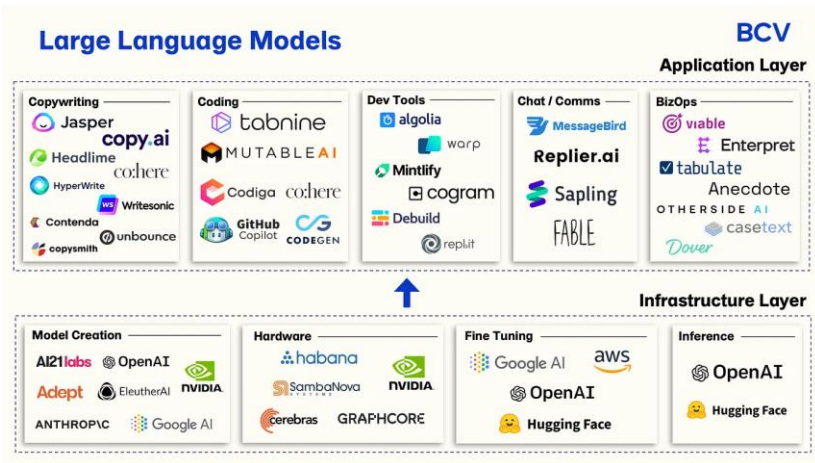 Large Language Models
BCV
Application Layer
Copywriting
Jasper
copy.ai
Headlime
co:here
HyperWrite
WS Writesonic
Contenda
unbounce
copysmith
Coding
tabnine
MUTABLEAI
Codiga
co:here
GitHub
Copilot
CODEGEN
Dev Tools
algolia
warp
Mintlify
cogram
Debuild
replit
Chat / Comms
MessageBird
Replier.ai
Sapling
FABLE
BizOps
viable
Enterpret
tabulate
Anecdote
OTHERSIDE AI
casetext
Dover
Infrastructure Layer
Model Creation
AI21labs
OpenAI
NVIDIA
Adept
EleutherAI
ANTHROP\C
Google AI
Hardware
habana
NVIDIA
SambaNova
SYSTEMS
cerebras
GRAPHCORE
Fine Tuning
Google AI
aws
OpenAI
Hugging Face
Inference
OpenAI
Hugging Face